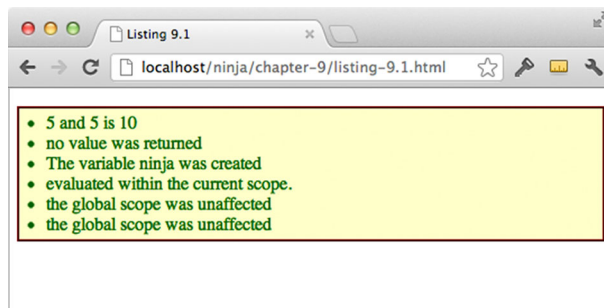 Listing 9.1
localhost/ninja/chapter-9/listing-9.1.html
5 and 5 is 10
no value was returned
The variable ninja was created
evaluated within the current scope.
the global scope was unaffected
the global scope was unaffected